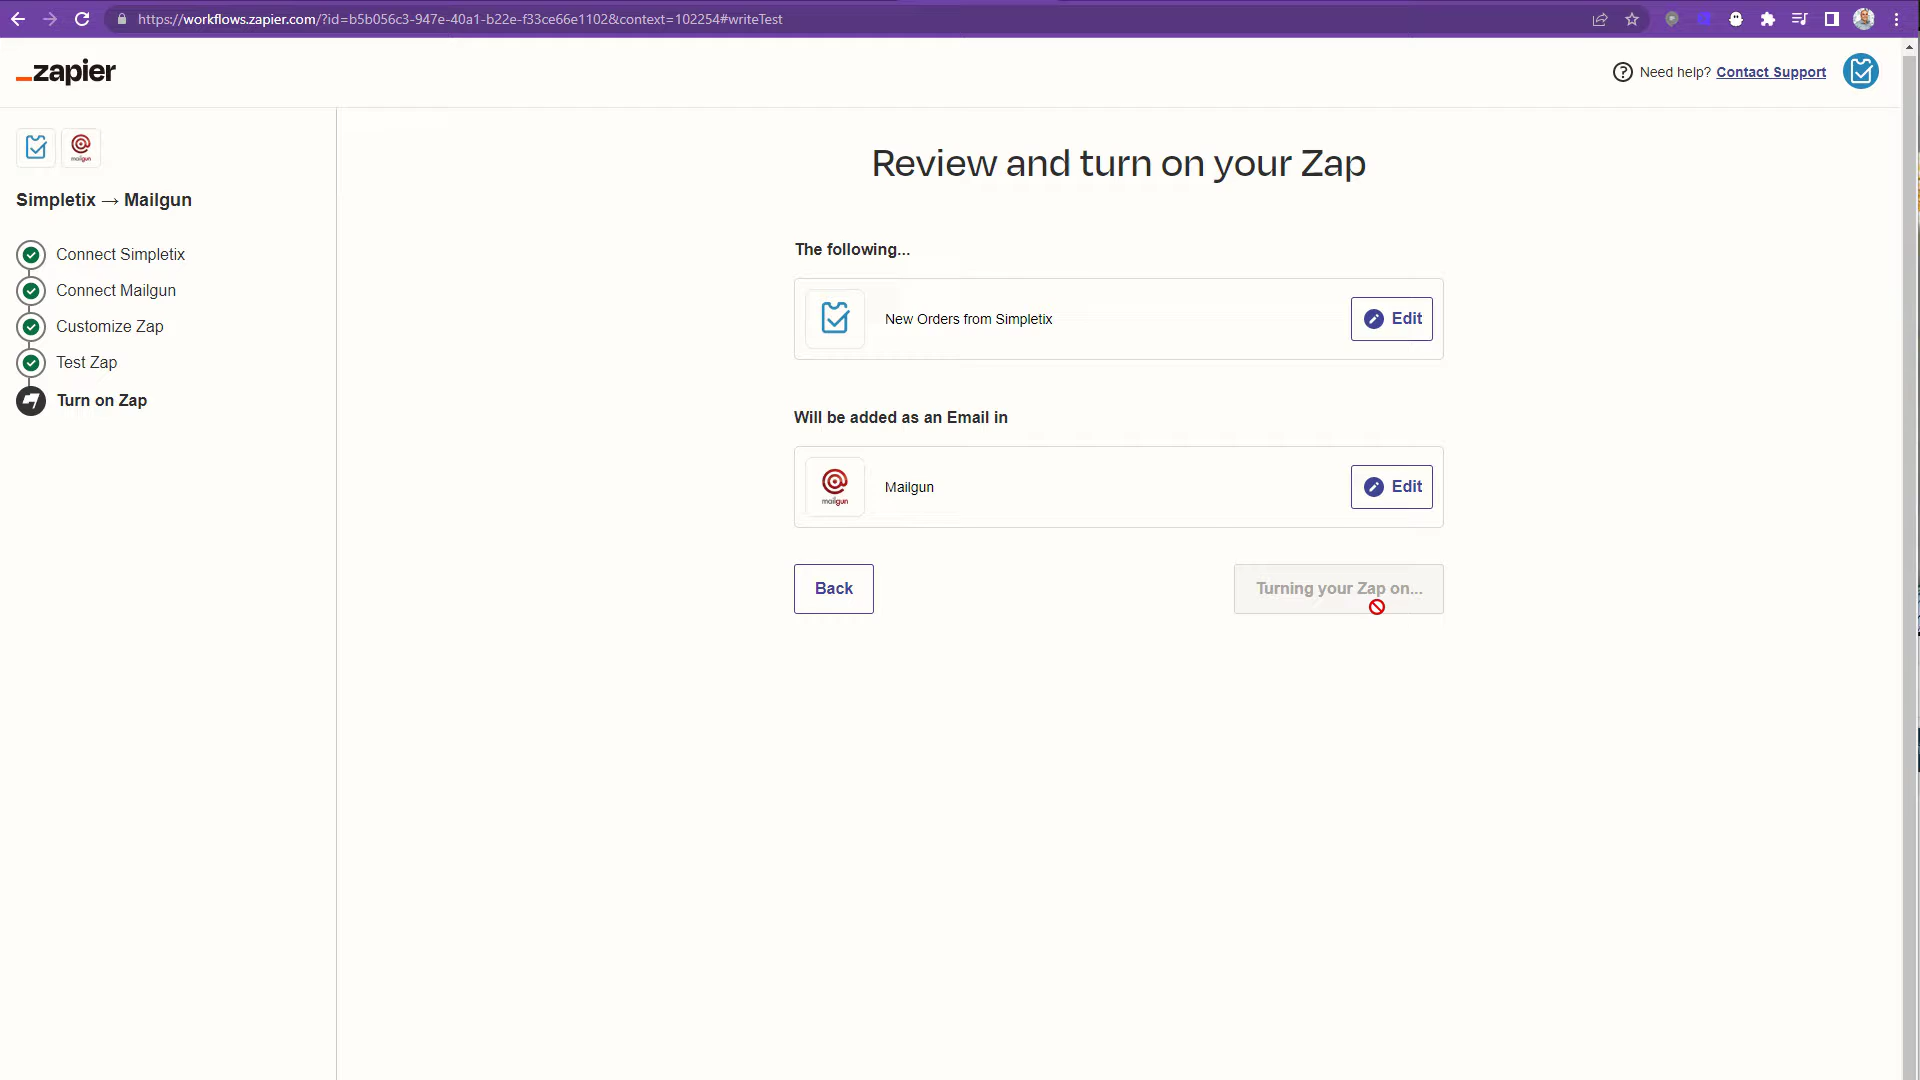 https://workflows.zapier.com/?id=b5b056c3-947e-40a1-b22e-f33ce66e1102&context=102254#writeTest
zapier
Need help? Contact Support
mailgun
Simpletix → Mailgun
Connect Simpletix
Connect Mailgun
Customize Zap
Test Zap
Turn on Zap
Review and turn on your Zap
The following...
New Orders from Simpletix
Edit
Will be added as an Email in
mailgun
Mailgun
Edit
Back
Turning your Zap on...